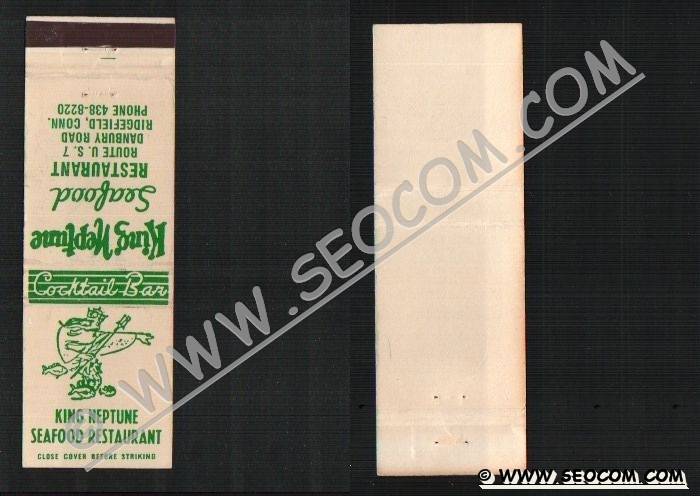 PHONE 438-8220
RIDGEFIELD, CONN.
DANBURY ROAD
ROUTE U. S. 7
RESTAURANT
Seafood
King Neptune
Cocktail Bar
KING NEPTUNE
SEAFOOD RESTAURANT
CLOSE COVER BEFORE STRIKING
© WWW.SEOCOM.COM
© WWW.SEOCOM.COM